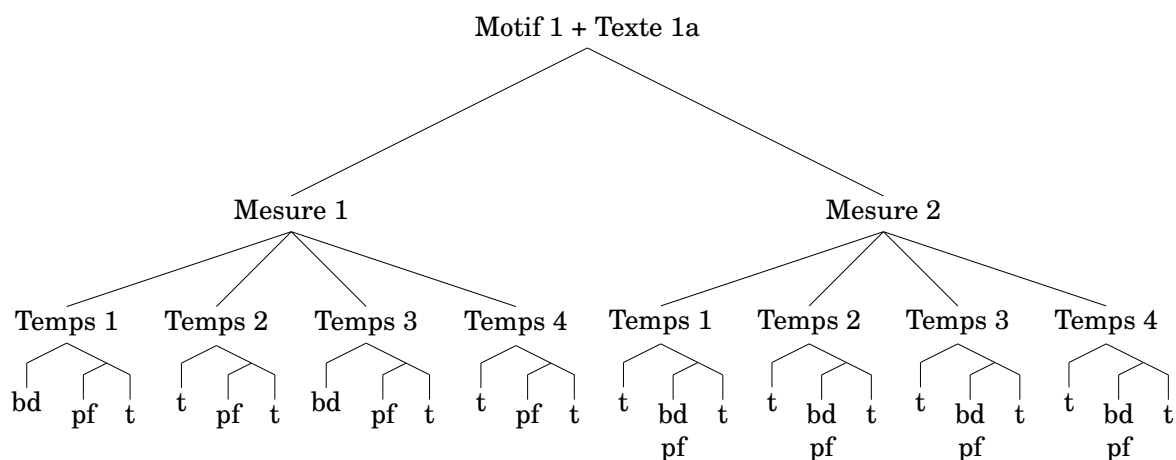 Motif 1 + Texte 1a
Mesure 1 Mesure 2
Temps 1 Temps 2 Temps 3 Temps 4 Temps 1 Temps 2 Temps 3 Temps 4
bd pf t t pf t bd pf t t pf t t bd t t bd t t bd t t bd t
pf pf pf pf